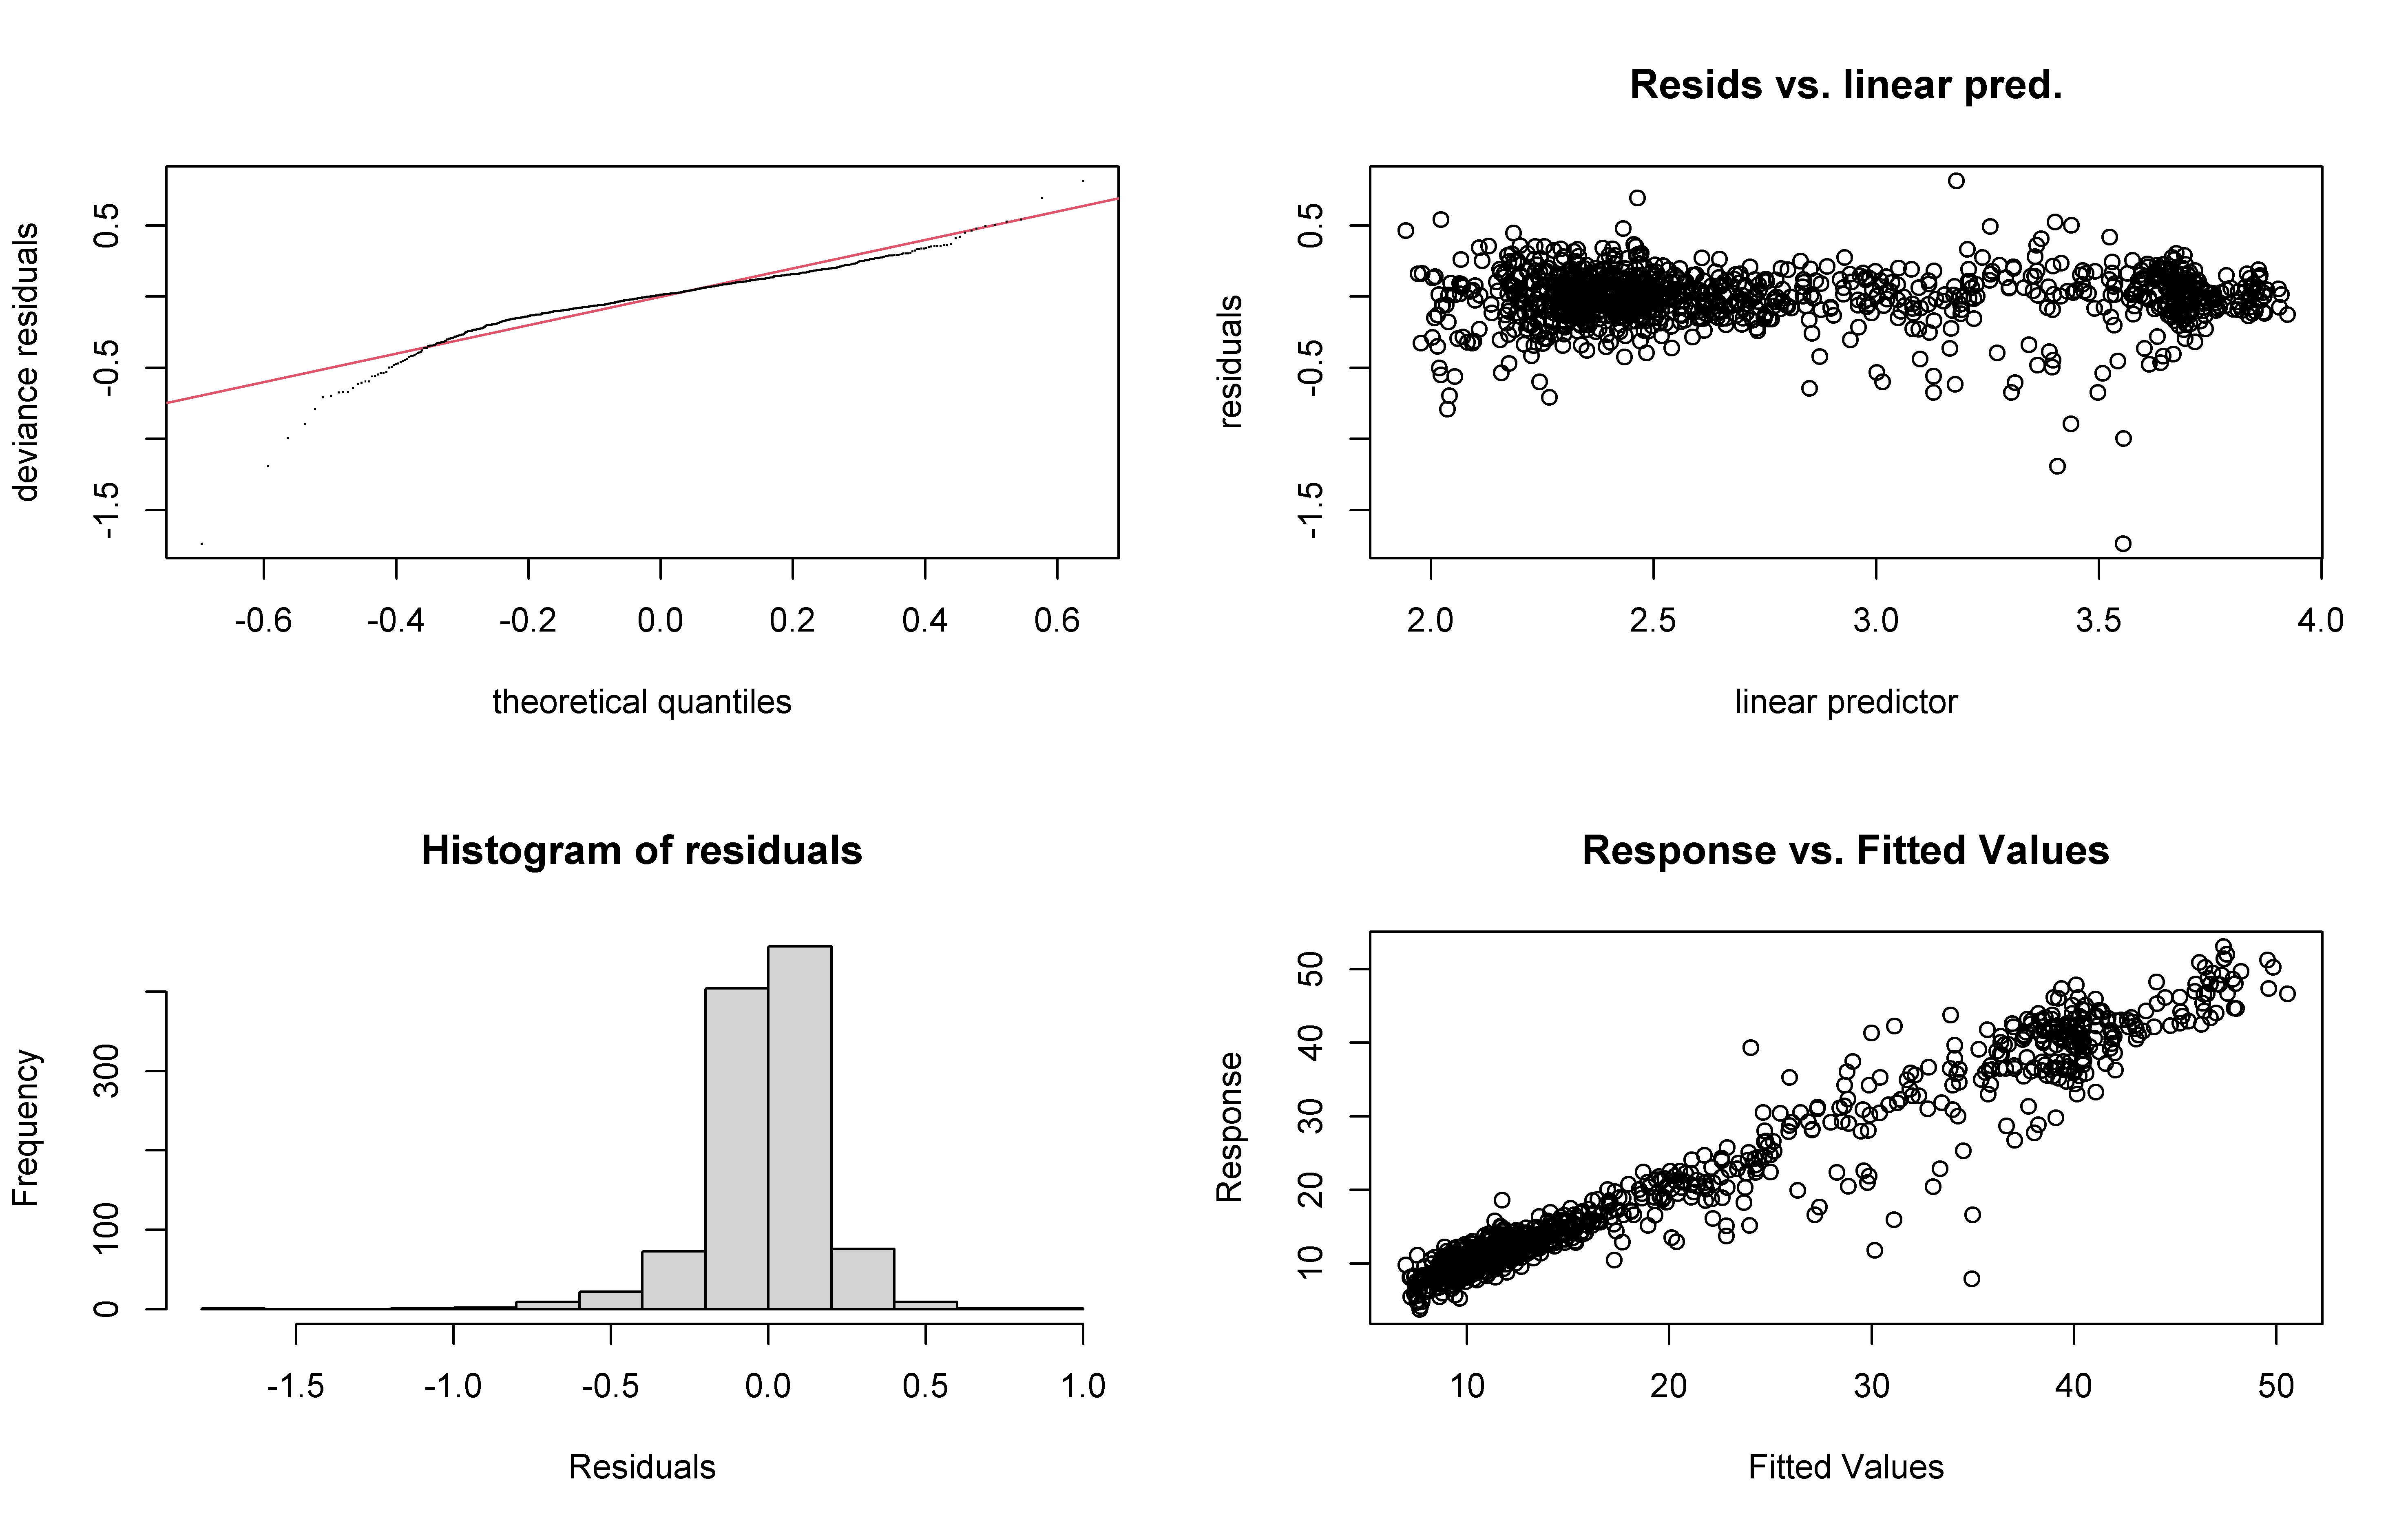 deviance residuals
0.5
-0.5
-1.5
-0.6 -0.4 -0.2 0.0 0.2 0.4 0.6
theoretical quantiles
Resids vs. linear pred.
residuals
0.5
-0.5
-1.5
2.0 2.5 3.0 3.5 4.0
linear predictor
Histogram of residuals
Frequency
300
100
0
-1.5 -1.0 -0.5 0.0 0.5 1.0
Residuals
Response vs. Fitted Values
Response
50
40
30
20
10
10 20 30 40 50
Fitted Values